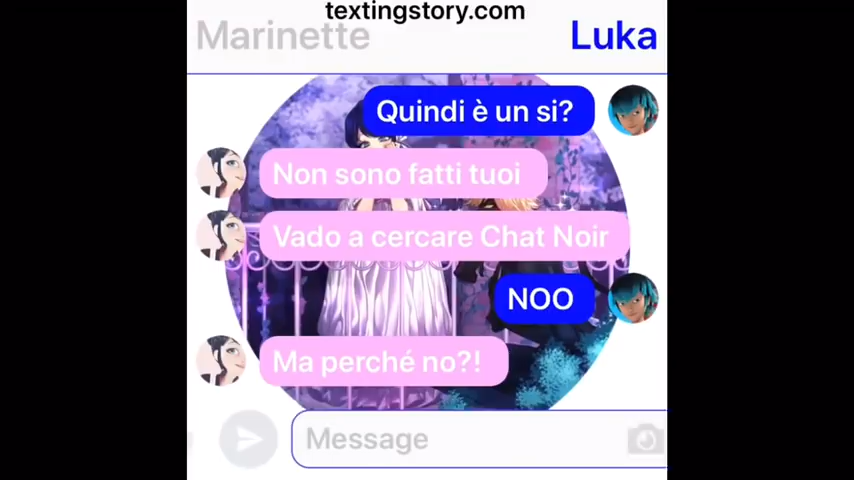 textingstory.com
Marinette
Luka
Quindi è un si?
Non sono fatti tuoi
Vado a cercare Chat Noir
NOO
Ma perché no?!
Message